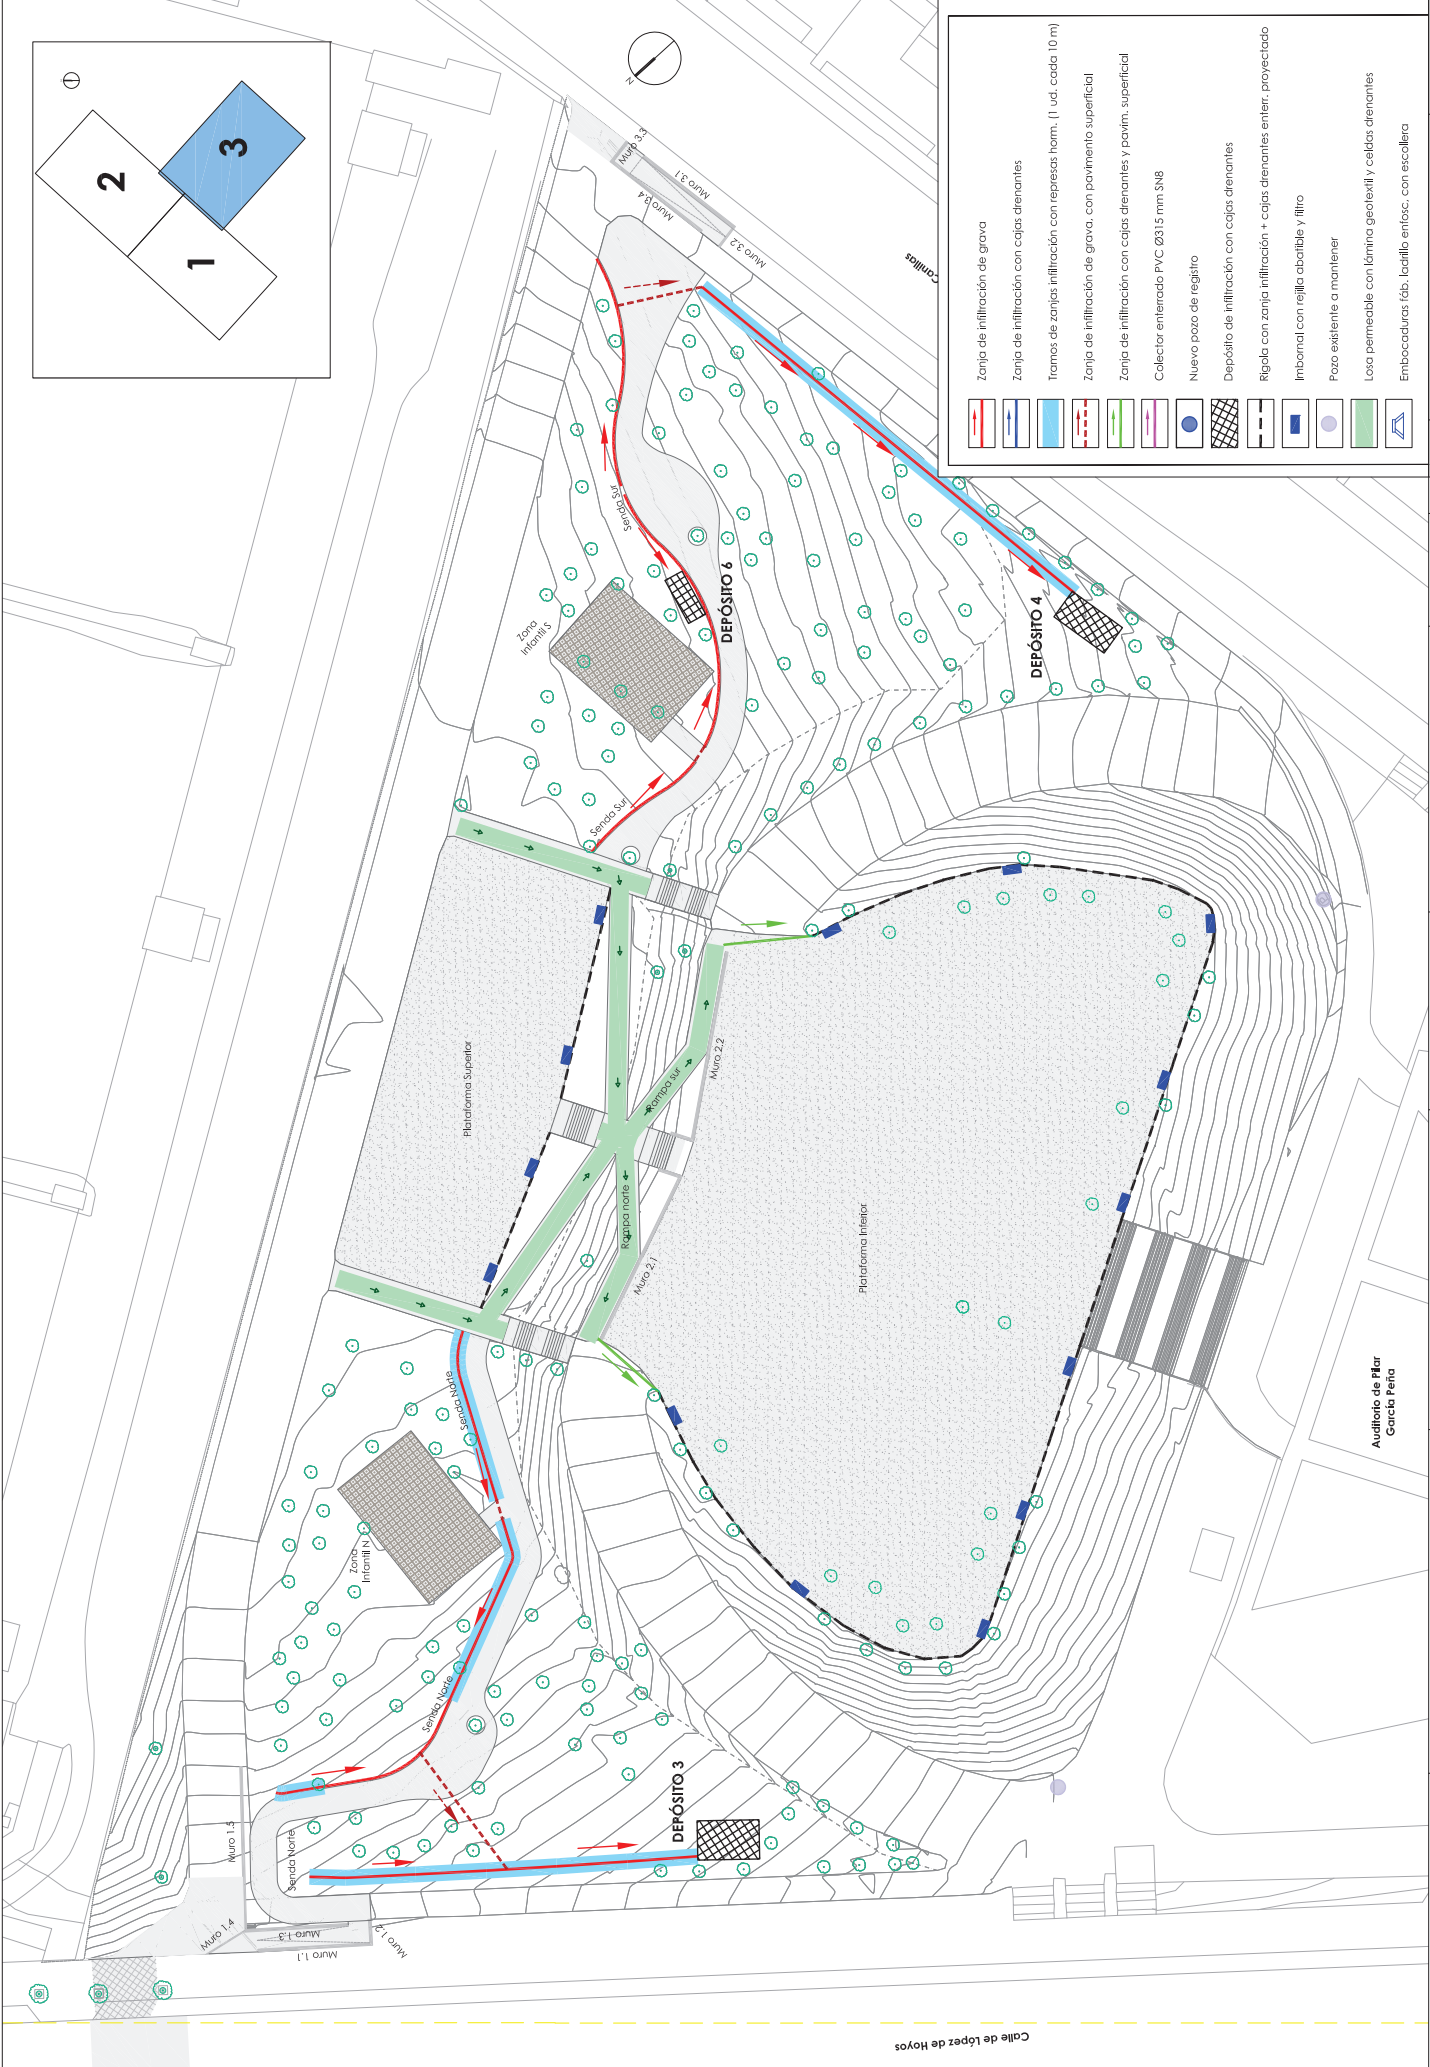 2
3
1
N
Zanja de infiltración de grava
Zanja de infiltración con cajas drenantes
Tramos de zanjas infiltración con represas horm. (1 ud. cada 10 m)
Zanja de infiltración de grava, con pavimento superficial
Zanja de infiltración con cajas drenantes y pavim. superficial
Colector enterrado PVC Ø315 mm SN8
Nuevo pozo de registro
Depósito de infiltración con cajas drenantes
Rigola con zanja infiltración + cajas drenantes enterr. proyectado
Imbornal con rejilla abatible y filtro
Pozo existente a mantener
Losa permeable con lámina geotextil y celdas drenantes
Embocaduras fáb. ladrillo enfosc. con escollera
Muro 3.3
Muro 3.1
Muro 3.4
Muro 3.2
anillas
Senda Sur
Zona
Infantil S
DEPÓSITO 6
DEPÓSITO 4
Senda Sur
Plataforma Superior
Rampa sur
Muro 2.2
Rampa norte
Muro 2.1
Plataforma Inferior
Senda Norte
Zona
Infantil N
Senda Norte
DEPÓSITO 3
Muro 1.5
Senda Norte
Muro 1.4
Muro 1.3
Muro 1.1
Muro 1.2
Auditorio de Pilar
García Peña
Calle de López de Hoyos